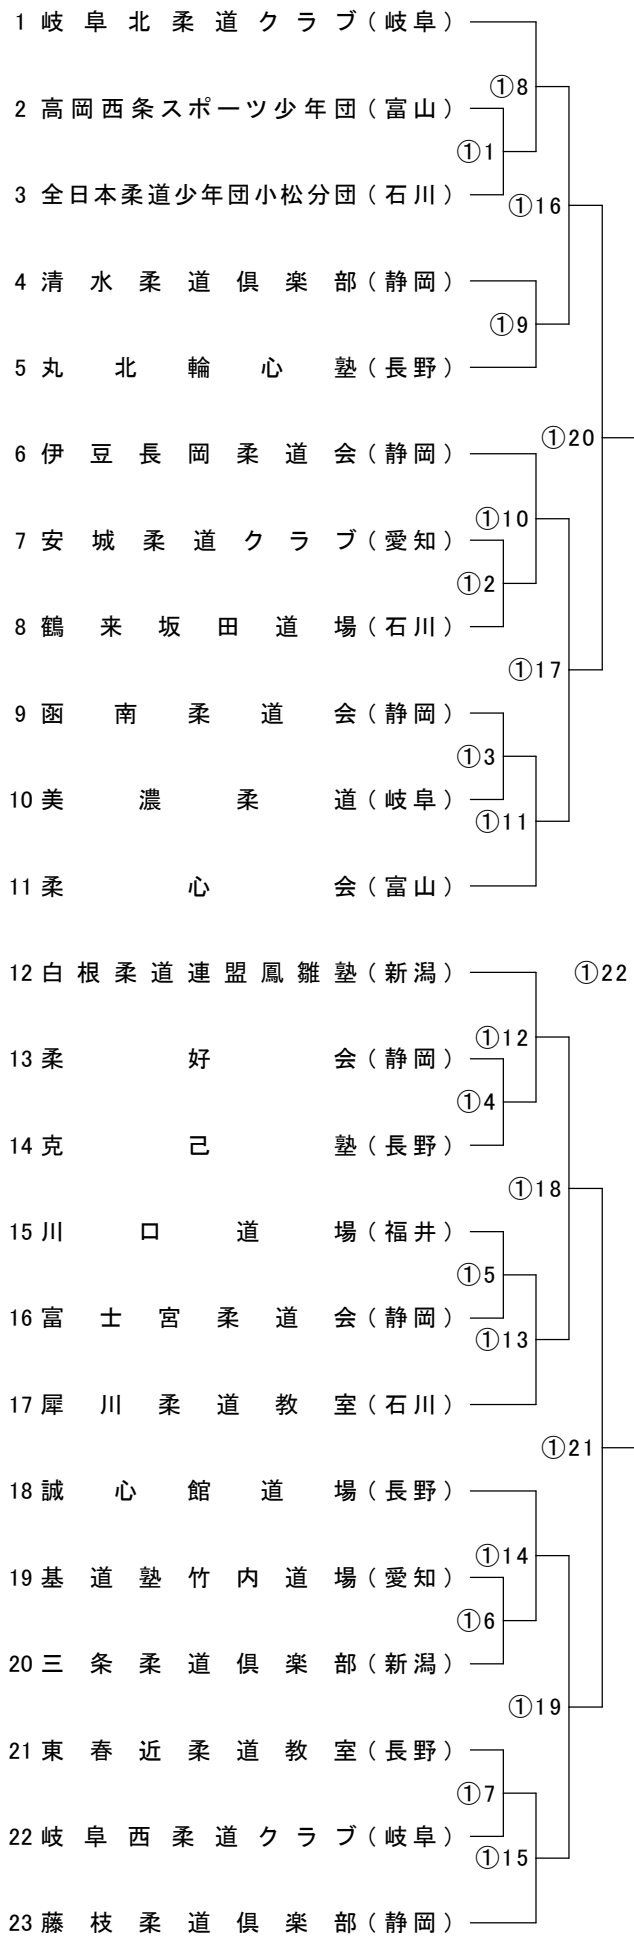 1 岐阜北柔道クラブ(岐阜)
①8
2 高岡西条スポーツ少年団(富山)
①1
3 全日本柔道少年団小松分団(石川)
①16
4 清水柔道倶楽部(静岡)
①9
5 丸北輪心塾(長野)
①20
6 伊豆長岡柔道会(静岡)
①10
7 安城柔道クラブ(愛知)
①2
8 鶴来坂田道場(石川)
①17
9 函南柔道会(静岡)
①3
10 美濃柔道(岐阜)
①11
11 柔心会(富山)
12 白根柔道連盟鳳雛塾(新潟)
①22
①12
13 柔好会(静岡)
①4
14 克己塾(長野)
①18
15 川口道場(福井)
①5
16 富士宮柔道会(静岡)
①13
17 犀川柔道教室(石川)
①21
18 誠心館道場(長野)
①14
19 基道塾竹内道場(愛知)
①6
20 三条柔道倶楽部(新潟)
①19
21 東春近柔道教室(長野)
①7
22 岐阜西柔道クラブ(岐阜)
①15
23 藤枝柔道倶楽部(静岡)